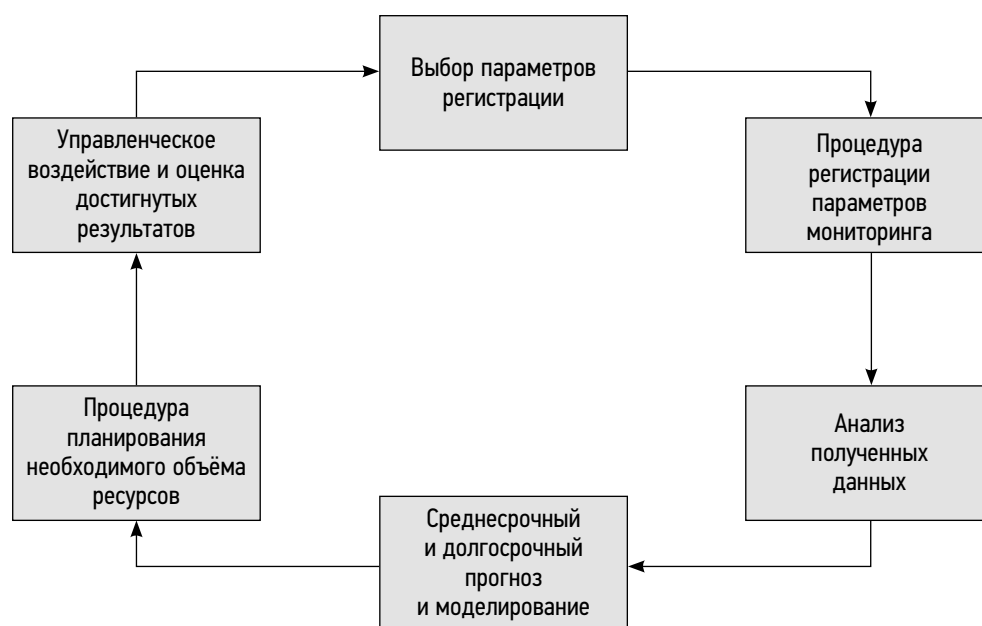 Выбор параметров
регистрации
Процедура
регистрации
параметров
мониторинга
Анализ
полученных
данных
Среднесрочный
и долгосрочный
прогноз
и моделирование
Процедура
планирования
необходимого объёма
ресурсов
Управленческое
воздействие и оценка
достигнутых
результатов